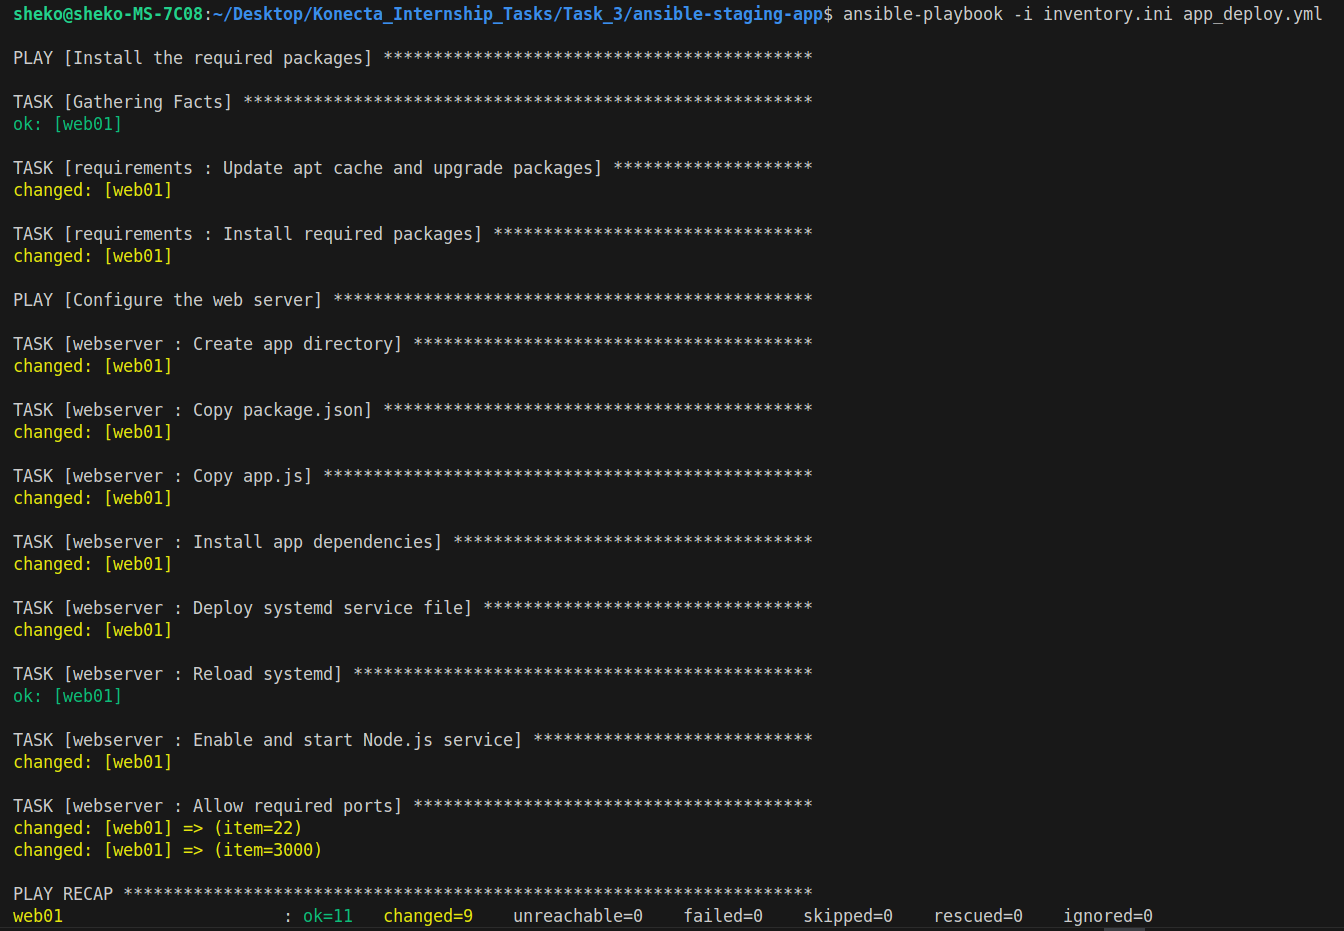 sheko@sheko-MS-7C08:~/Desktop/Konecta_Internship_Tasks/Task_3/ansible-staging-app$ ansible-playbook -i inventory.ini app_deploy.yml
PLAY [Install the required packages] *******************************************
TASK [Gathering Facts] *********************************************************
ok: [web01]
TASK [requirements : Update apt cache and upgrade packages] ********************
changed: [web01]
TASK [requirements : Install required packages] ********************************
changed: [web01]
PLAY [Configure the web server] ************************************************
TASK [webserver : Create app directory] ****************************************
changed: [web01]
TASK [webserver : Copy package.json] *******************************************
changed: [web01]
TASK [webserver : Copy app.js] *************************************************
changed: [web01]
TASK [webserver : Install app dependencies] ************************************
changed: [web01]
TASK [webserver : Deploy systemd service file] *********************************
changed: [web01]
TASK [webserver : Reload systemd] **********************************************
ok: [web01]
TASK [webserver : Enable and start Node.js service] ****************************
changed: [web01]
TASK [webserver : Allow required ports] ****************************************
changed: [web01] => (item=22)
changed: [web01] => (item=3000)
PLAY RECAP *********************************************************************
web01                      : ok=11   changed=9    unreachable=0    failed=0    skipped=0    rescued=0    ignored=0